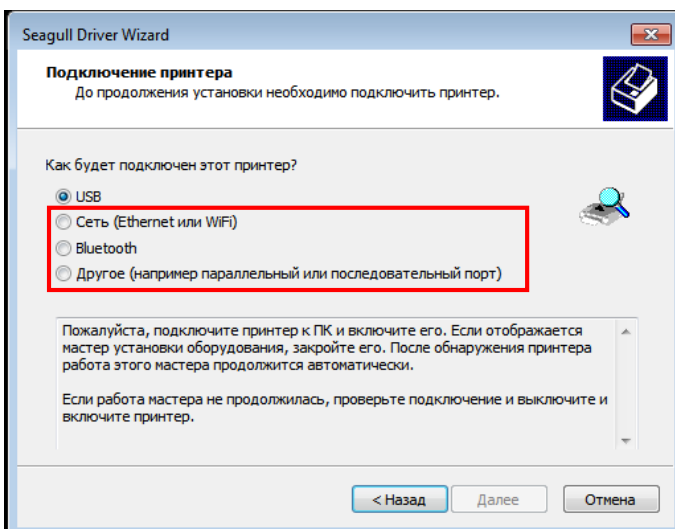 Seagull Driver Wizard
Подключение принтера
До продолжения установки необходимо подключить принтер.
Как будет подключен этот принтер?
USB
Сеть (Ethernet или WiFi)
Bluetooth
Другое (например параллельный или последовательный порт)
Пожалуйста, подключите принтер к ПК и включите его. Если отображается
мастер установки оборудования, закройте его. После обнаружения принтера
работа этого мастера продолжится автоматически.
Если работа мастера не продолжилась, проверьте подключение и выключите и
включите принтер.
< Назад
Далее
Отмена